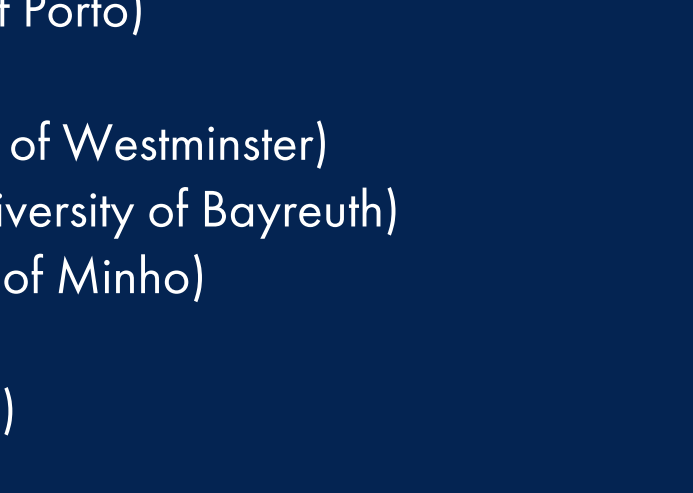 f Porto)
of Westminster)
iversity of Bayreuth)
of Minho)
)